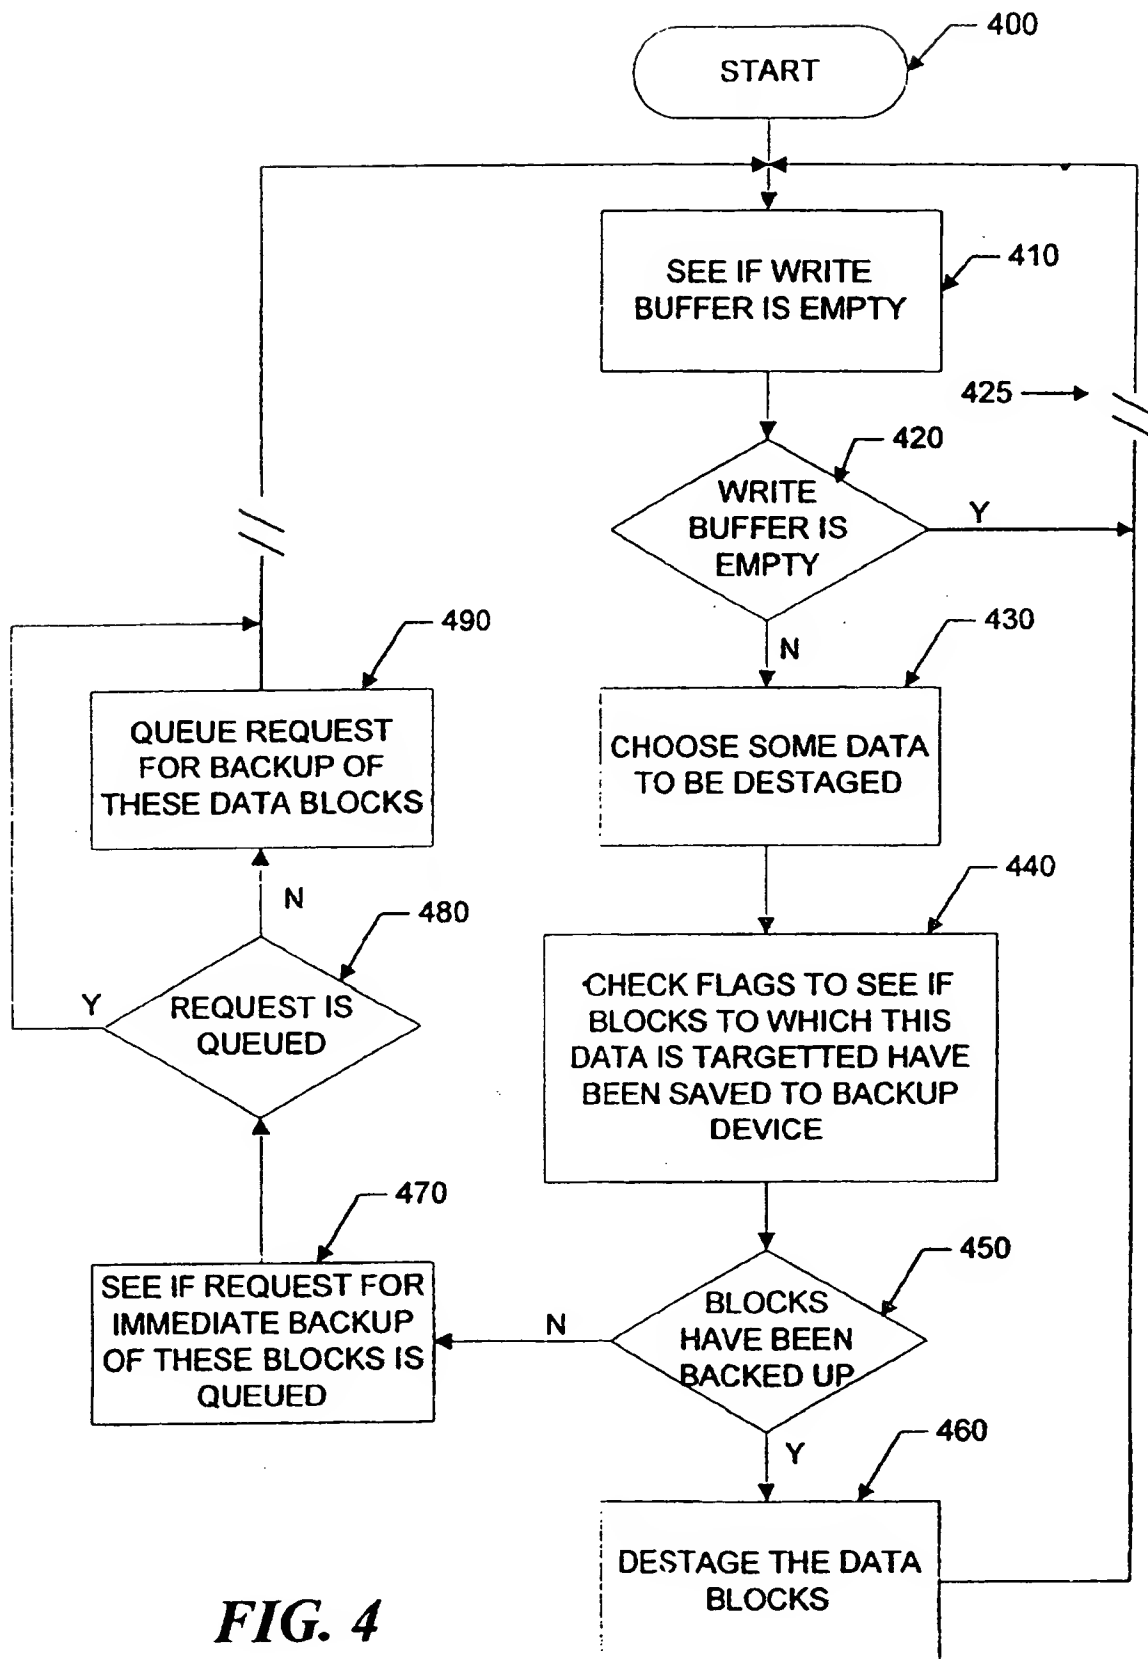 400
START
SEE IF WRITE
BUFFER IS EMPTY
410
425
420
WRITE
BUFFER IS
EMPTY
Y
N
430
CHOOSE SOME DATA
TO BE DESTAGED
490
QUEUE REQUEST
FOR BACKUP OF
THESE DATA BLOCKS
N
480
Y
REQUEST IS
QUEUED
440
CHECK FLAGS TO SEE IF
BLOCKS TO WHICH THIS
DATA IS TARGETTED HAVE
BEEN SAVED TO BACKUP
DEVICE
470
SEE IF REQUEST FOR
IMMEDIATE BACKUP
OF THESE BLOCKS IS
QUEUED
N
450
BLOCKS
HAVE BEEN
BACKED UP
Y
460
DESTAGE THE DATA
BLOCKS
FIG. 4